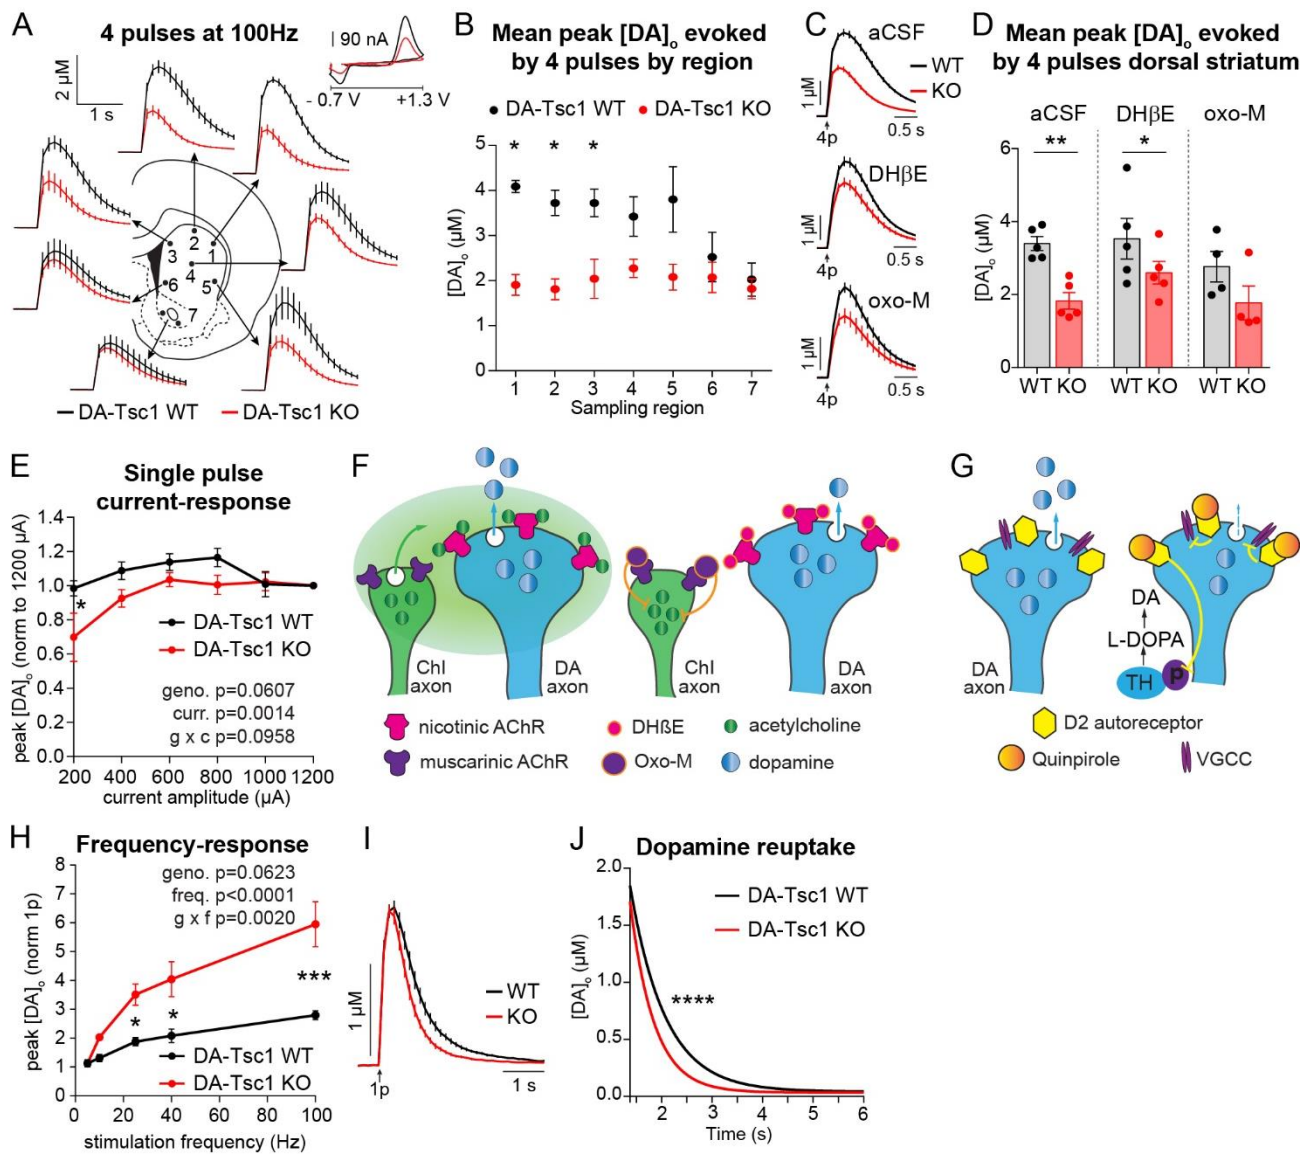 A
4 pulses at 100Hz
2 µM
1 s
90 nA
- 0.7 V
+1.3 V
1
2
3
4
5
6
7
DA-Tsc1 WT
DA-Tsc1 KO
B
Mean peak [DA]o evoked
by 4 pulses by region
DA-Tsc1 WT
DA-Tsc1 KO
* * *
[DA]o (µM)
5
4
3
2
1
0
1 2 3 4 5 6 7
Sampling region
C
aCSF
WT
KO
1 µM
4p
0.5 s
DHβE
1 µM
4p
0.5 s
oxo-M
1 µM
4p
0.5 s
D
Mean peak [DA]o evoked
by 4 pulses dorsal striatum
aCSF DHβE oxo-M
** *
[DA]o (µM)
6
4
2
0
WT KO WT KO WT KO
E
Single pulse
current-response
peak [DA]o (norm to 1200 µA)
1.4
1.2
1.0
0.8
0.6
0.4
0.2
0.0
*
DA-Tsc1 WT
DA-Tsc1 KO
geno. p=0.0607
curr. p=0.0014
g x c p=0.0958
200 400 600 800 1000 1200
current amplitude (µA)
F
ChI
axon
DA
axon
ChI
axon
DA
axon
nicotinic AChR
DHßE
acetylcholine
muscarinic AChR
Oxo-M
dopamine
G
DA
axon
DA
L-DOPA
TH
P
DA
axon
D2 autoreceptor
Quinpirole
VGCC
H
Frequency-response
geno. p=0.0623
freq. p<0.0001
g x f p=0.0020
peak [DA]o (norm 1p)
8
7
6
5
4
3
2
1
0
* * ***
DA-Tsc1 WT
DA-Tsc1 KO
0 20 40 60 80 100
stimulation frequency (Hz)
I
1 µM
WT
KO
1p
1 s
J
Dopamine reuptake
DA-Tsc1 WT
DA-Tsc1 KO
****
[DA]o (µM)
2.0
1.5
1.0
0.5
0.0
2 3 4 5 6
Time (s)